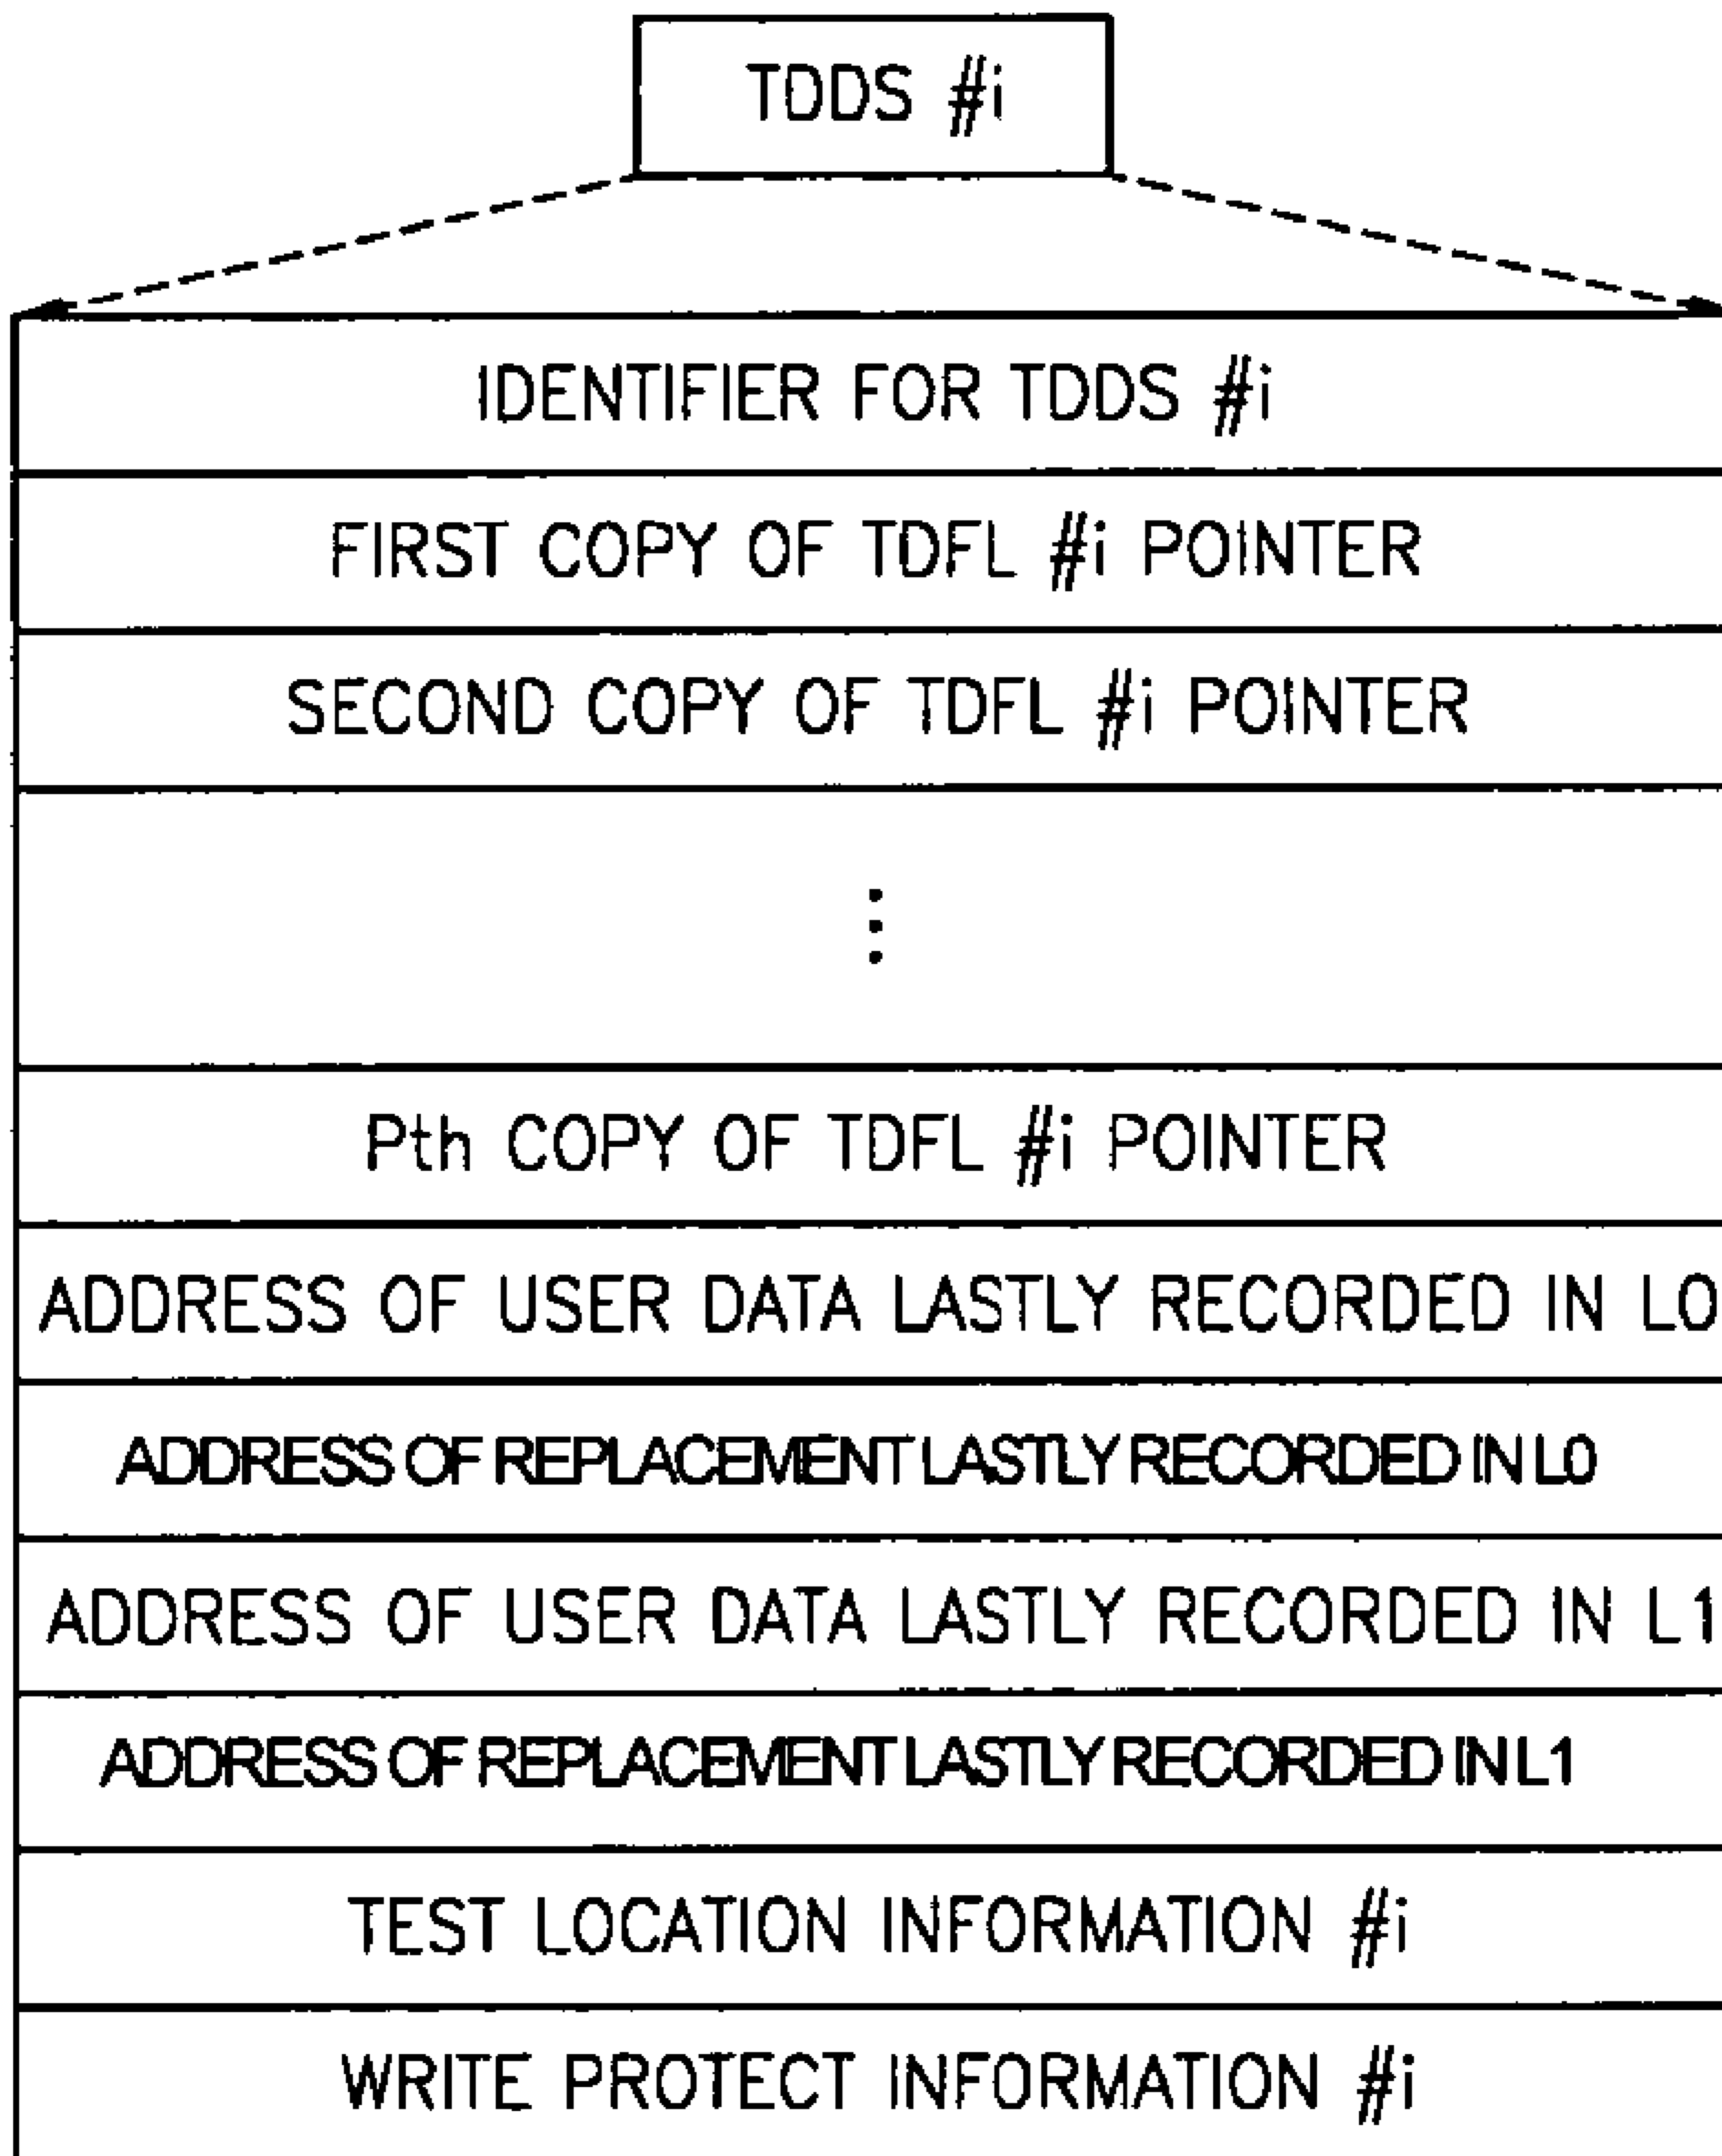 TDDS #i
IDENTIFIER FOR TDDS #i
FIRST COPY OF TDFL #i POINTER
SECOND COPY OF TDFL #i POINTER
⋮
Pth COPY OF TDFL #i POINTER
ADDRESS OF USER DATA LASTLY RECORDED IN L0
ADDRESS OF REPLACEMENT LASTLY RECORDED IN L0
ADDRESS OF USER DATA LASTLY RECORDED IN L1
ADDRESS OF REPLACEMENT LASTLY RECORDED IN L1
TEST LOCATION INFORMATION #i
WRITE PROTECT INFORMATION #i